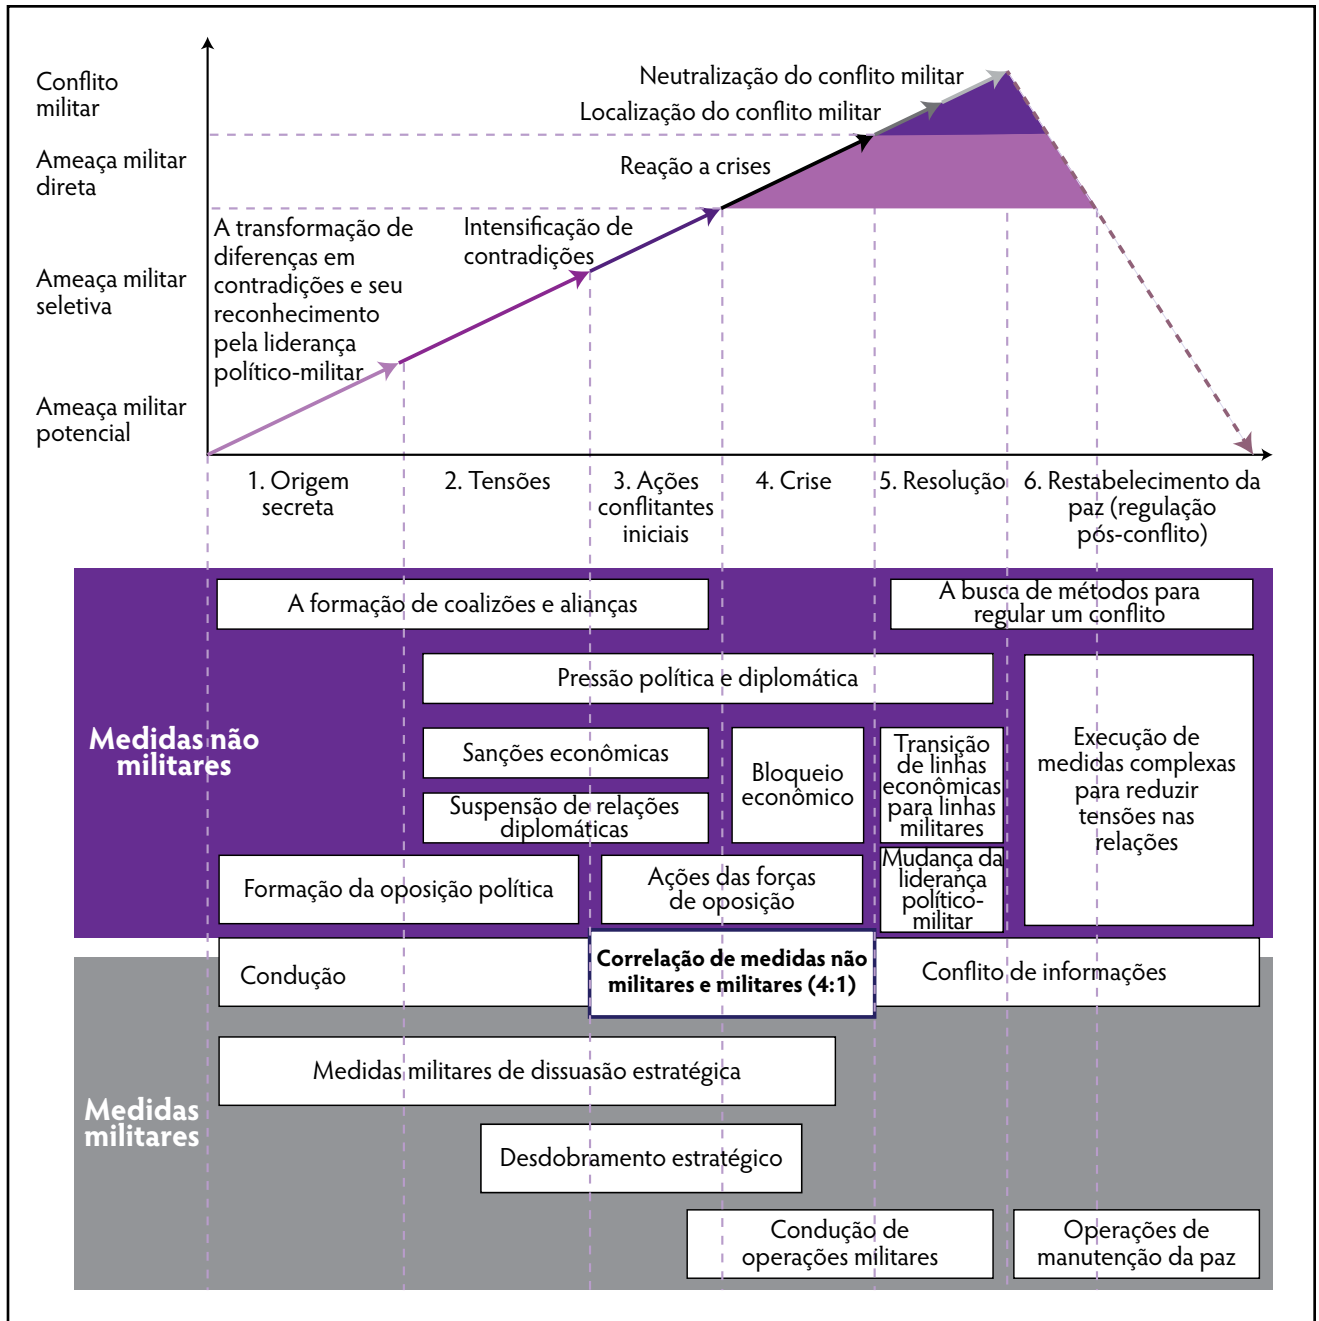 Conflito
militar
Ameaça militar
direta
Ameaça militar
seletiva
Ameaça militar
potencial
Neutralização do conflito militar
Localização do conflito militar
Reação a crises
Intensificação de
contradições
A transformação de
diferenças em
contradições e seu
reconhecimento
pela liderança
político-militar
1. Origem
secreta
2. Tensões
3. Ações
conflitantes
iniciais
4. Crise
5. Resolução
6. Restabelecimento da
paz (regulação
pós-conflito)
Medidas não
militares
A formação de coalizões e alianças
A busca de métodos para
regular um conflito
Pressão política e diplomática
Sanções econômicas
Suspensão de relações
diplomáticas
Bloqueio
econômico
Transição
de linhas
econômicas
para linhas
militares
Execução de
medidas complexas
para reduzir
tensões nas
relações
Formação da oposição política
Ações das forças
de oposição
Mudança da
liderança
político-
militar
Condução
Correlação de medidas não
militares e militares (4:1)
Conflito de informações
Medidas
militares
Medidas militares de dissuasão estratégica
Desdobramento estratégico
Condução de
operações militares
Operações de
manutenção da paz